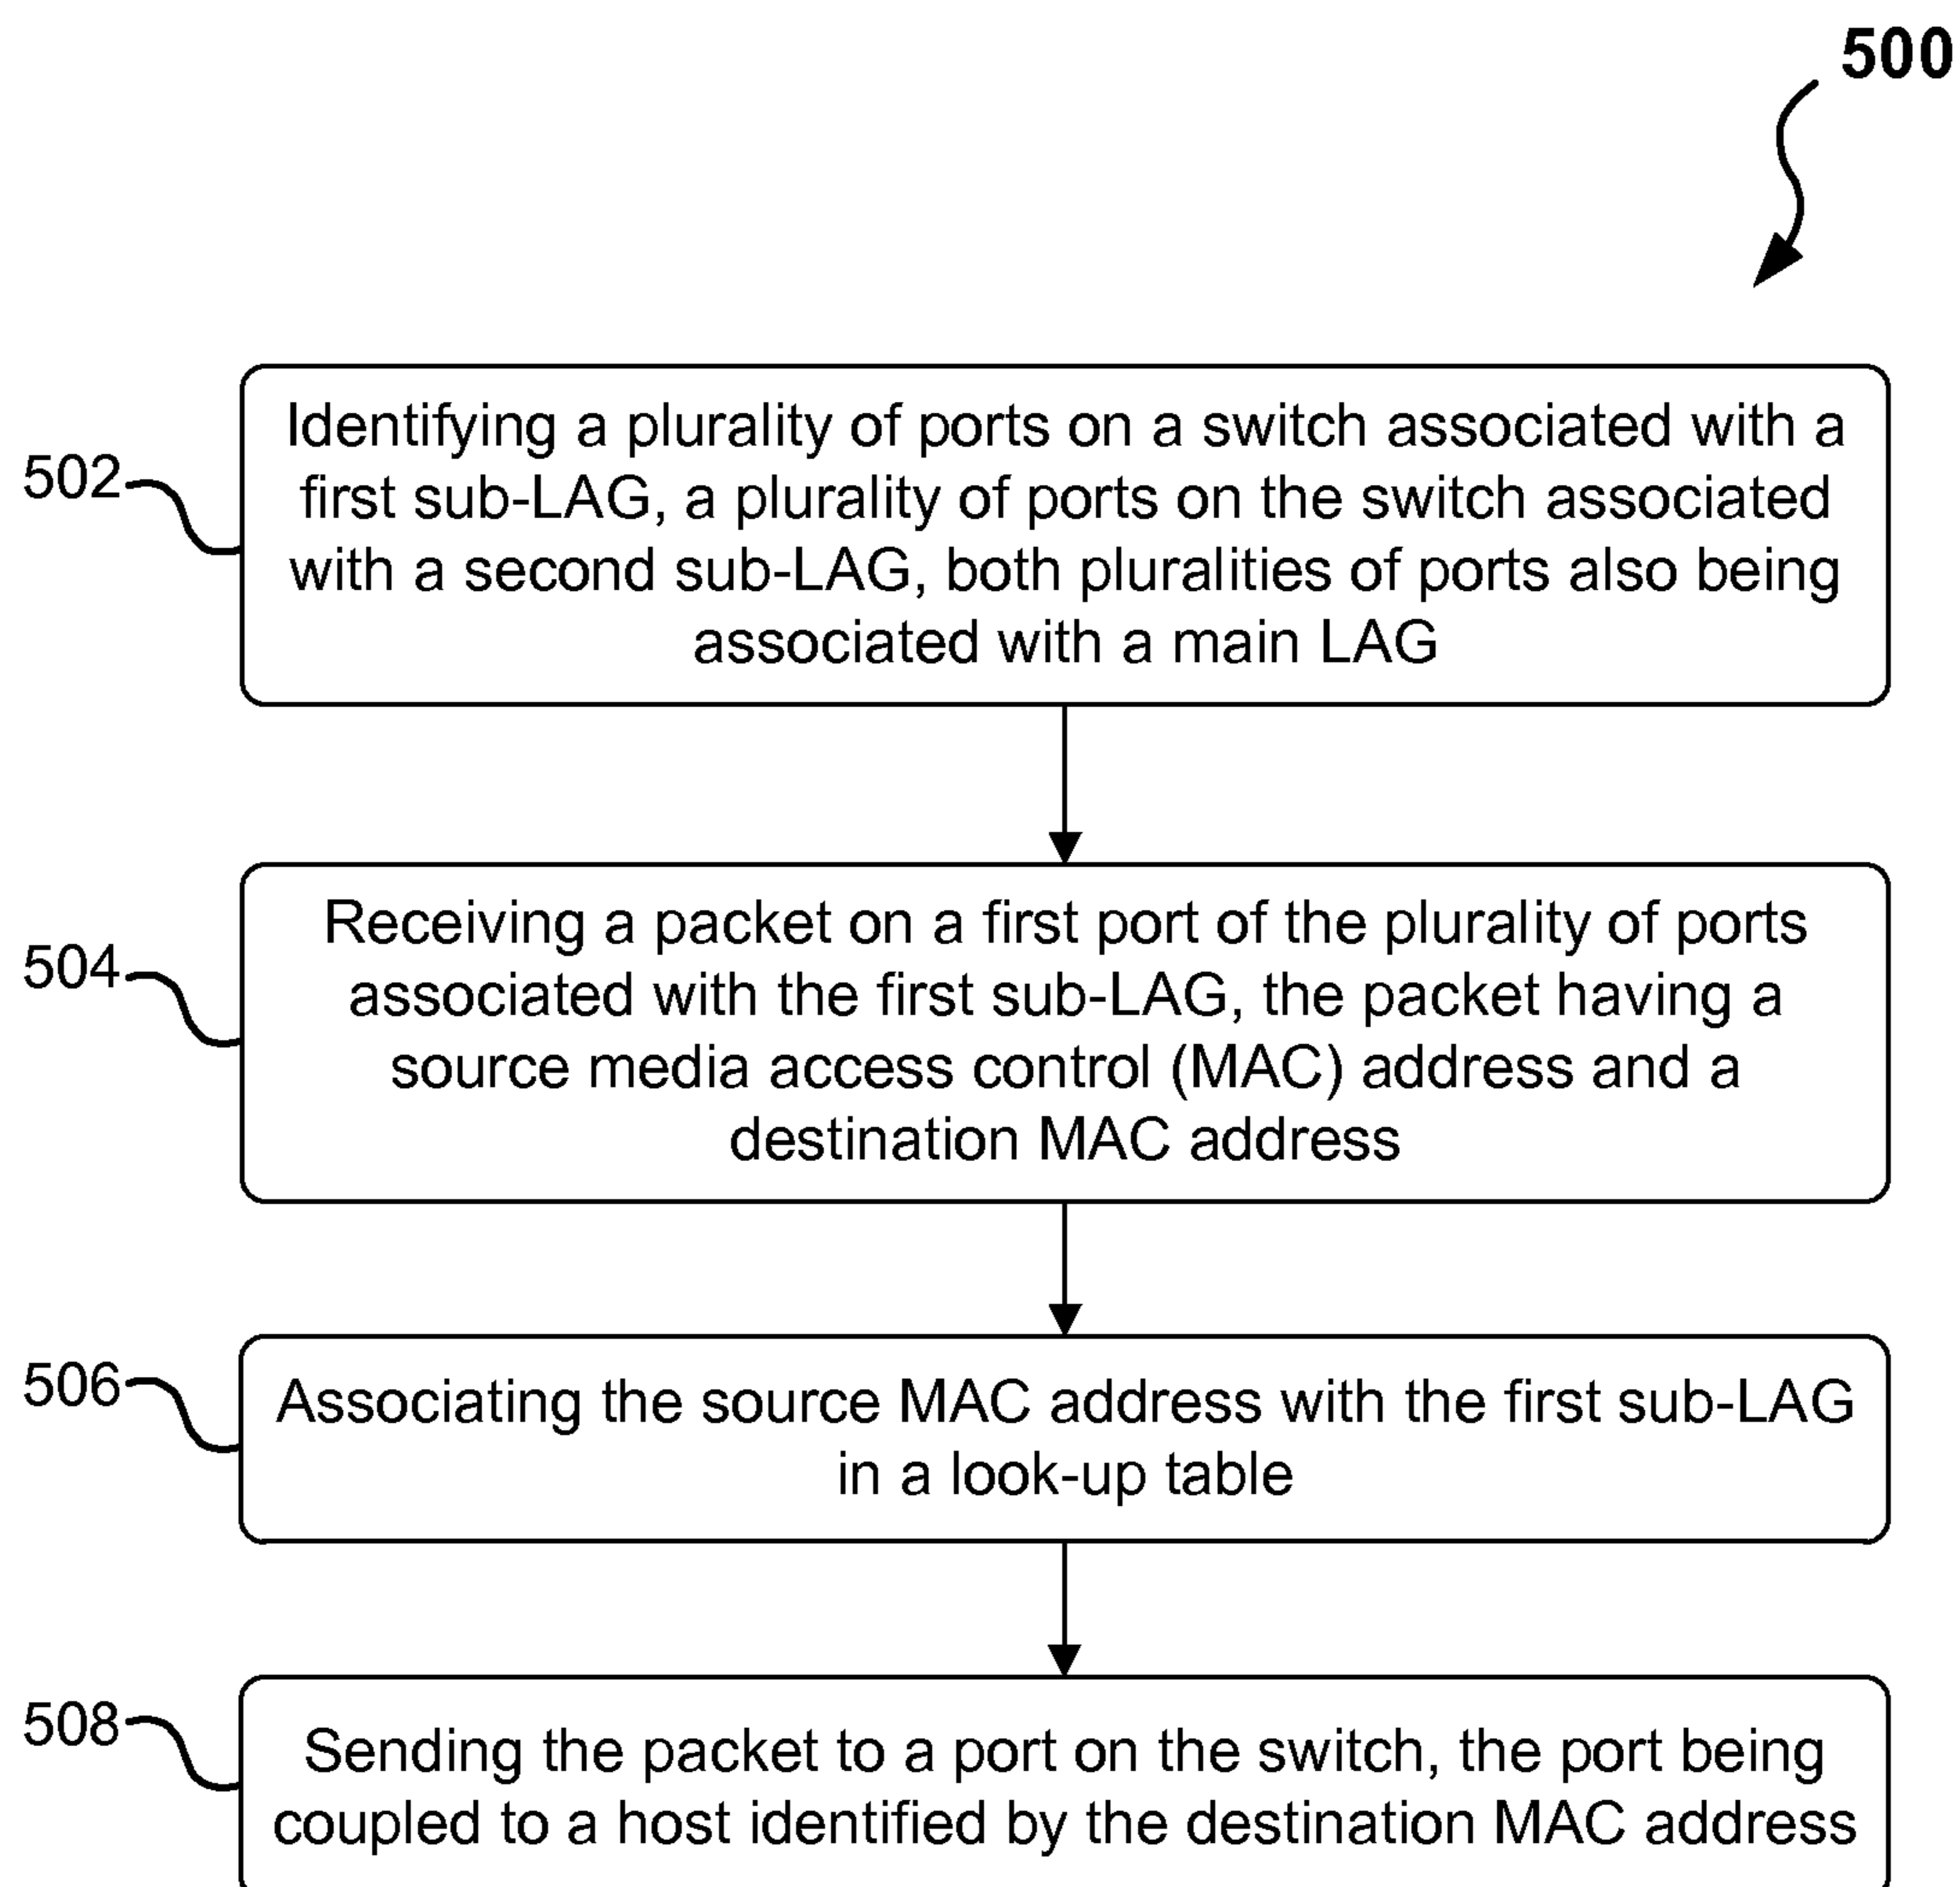 500
502
Identifying a plurality of ports on a switch associated with a
first sub-LAG, a plurality of ports on the switch associated
with a second sub-LAG, both pluralities of ports also being
associated with a main LAG
504
Receiving a packet on a first port of the plurality of ports
associated with the first sub-LAG, the packet having a
source media access control (MAC) address and a
destination MAC address
506
Associating the source MAC address with the first sub-LAG
in a look-up table
508
Sending the packet to a port on the switch, the port being
coupled to a host identified by the destination MAC address